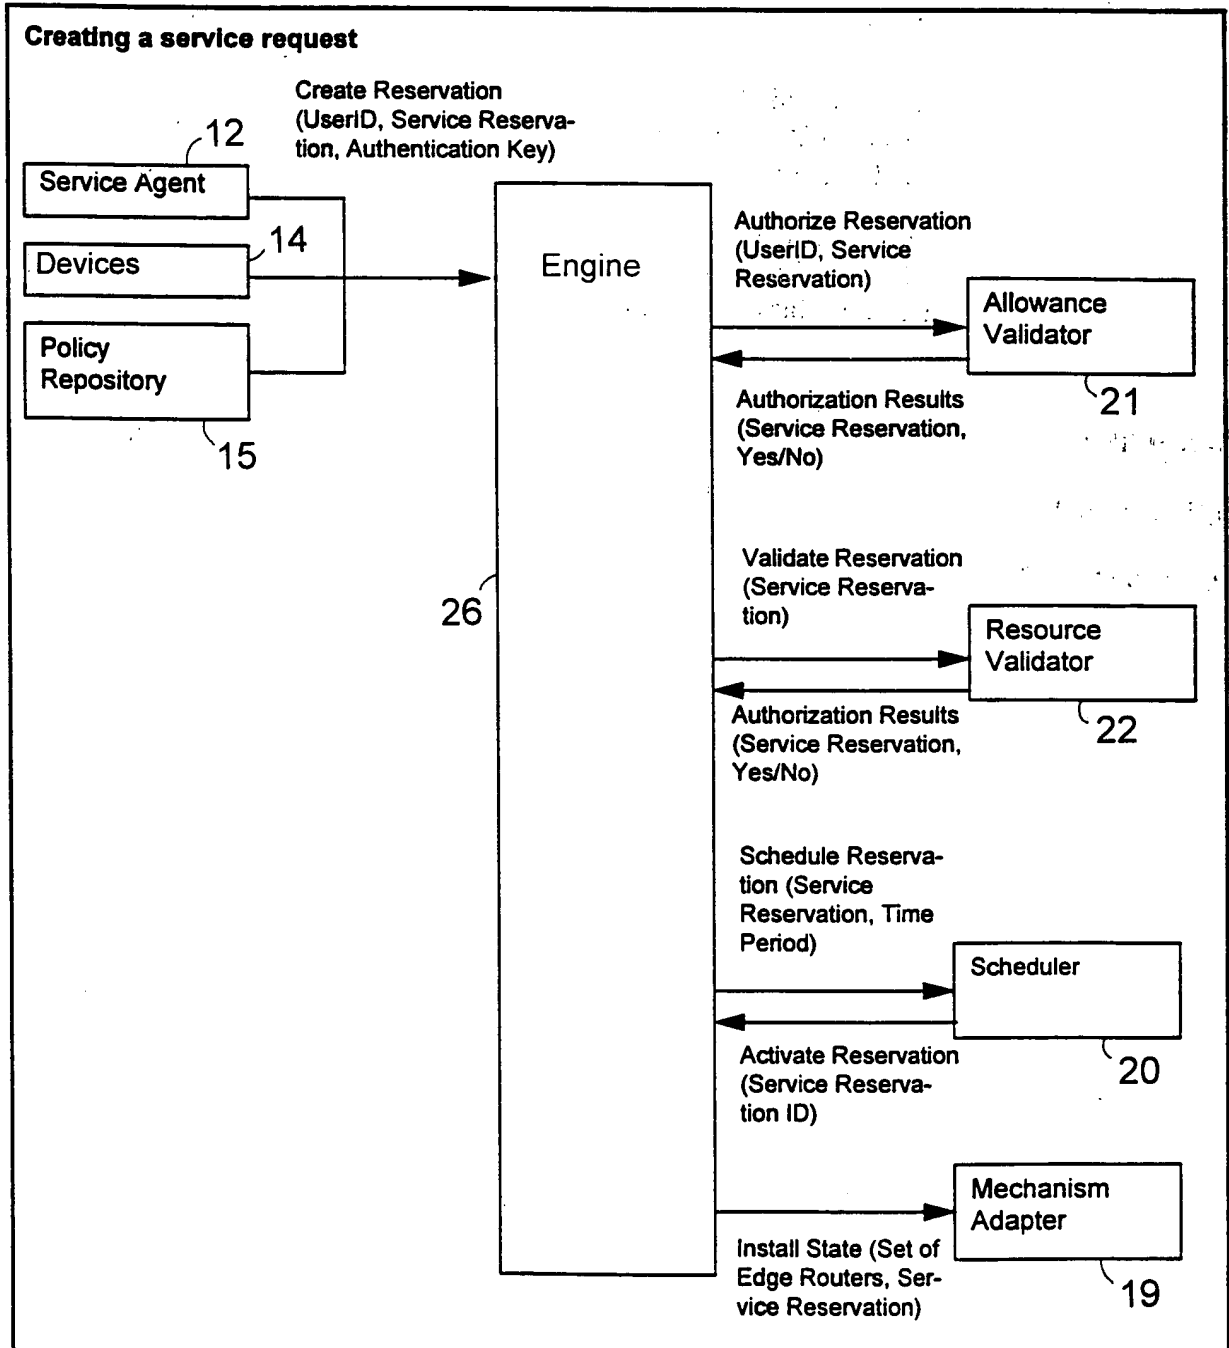 Creating a service request
Create Reservation
(UserID, Service Reserva-
tion, Authentication Key)
12
Service Agent
14
Devices
Policy
Repository
15
Engine
26
Authorize Reservation
(UserID, Service
Reservation)
Allowance
Validator
21
Authorization Results
(Service Reservation,
Yes/No)
Validate Reservation
(Service Reserva-
tion)
Resource
Validator
22
Authorization Results
(Service Reservation,
Yes/No)
Schedule Reserva-
tion (Service
Reservation, Time
Period)
Scheduler
20
Activate Reservation
(Service Reserva-
tion ID)
Mechanism
Adapter
19
Install State (Set of
Edge Routers, Ser-
vice Reservation)